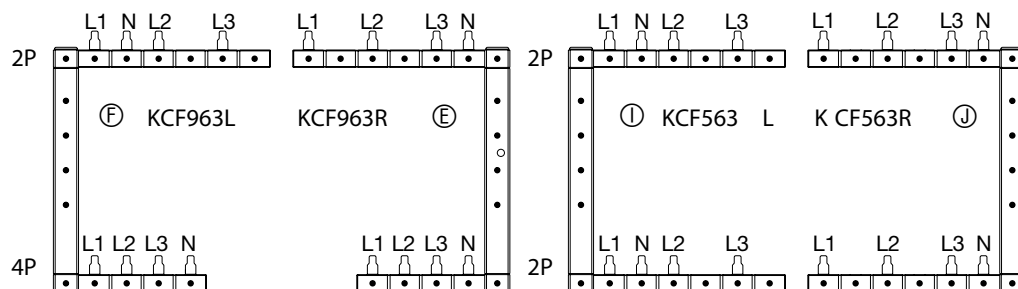 L1 N L2 L3 L1 L2 L3 N L1 N L2 L3 L1 L2 L3 N
2P 2P
F KCF963L KCF963R E I KCF563 L K CF563R J
L1 L2 L3 N L1 L2 L3 N L1 N L2 L3 L1 L2 L3 N
4P 2P